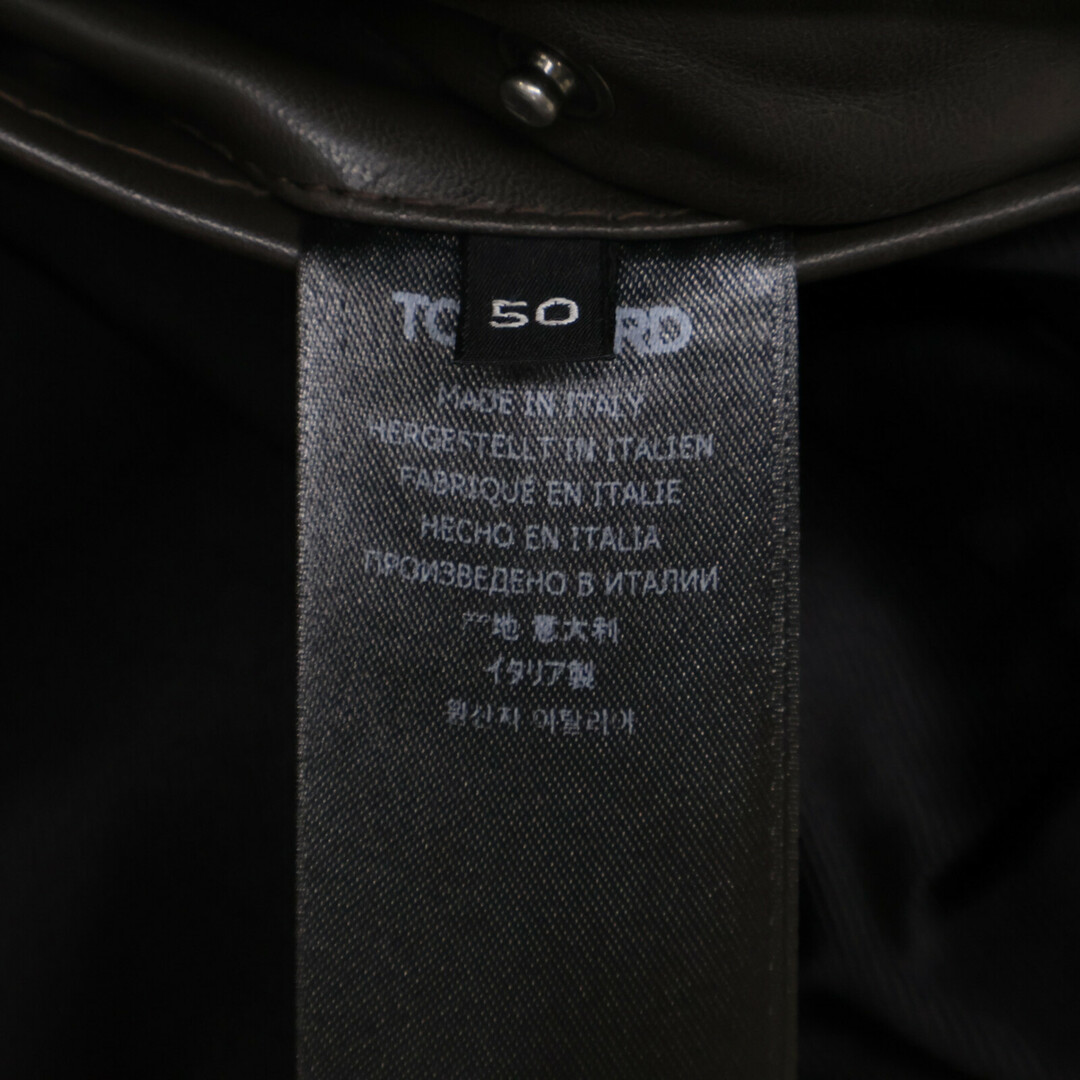 50
MADE IN ITALY
HERGESTELLT IN ITALIEN
FABRIQUÉ EN ITALIE
HECHO EN ITALIA
ПРОИЗВЕДЕНО В ИТАЛИИ
地 意大利
イタリア製
원산지 이탈리아